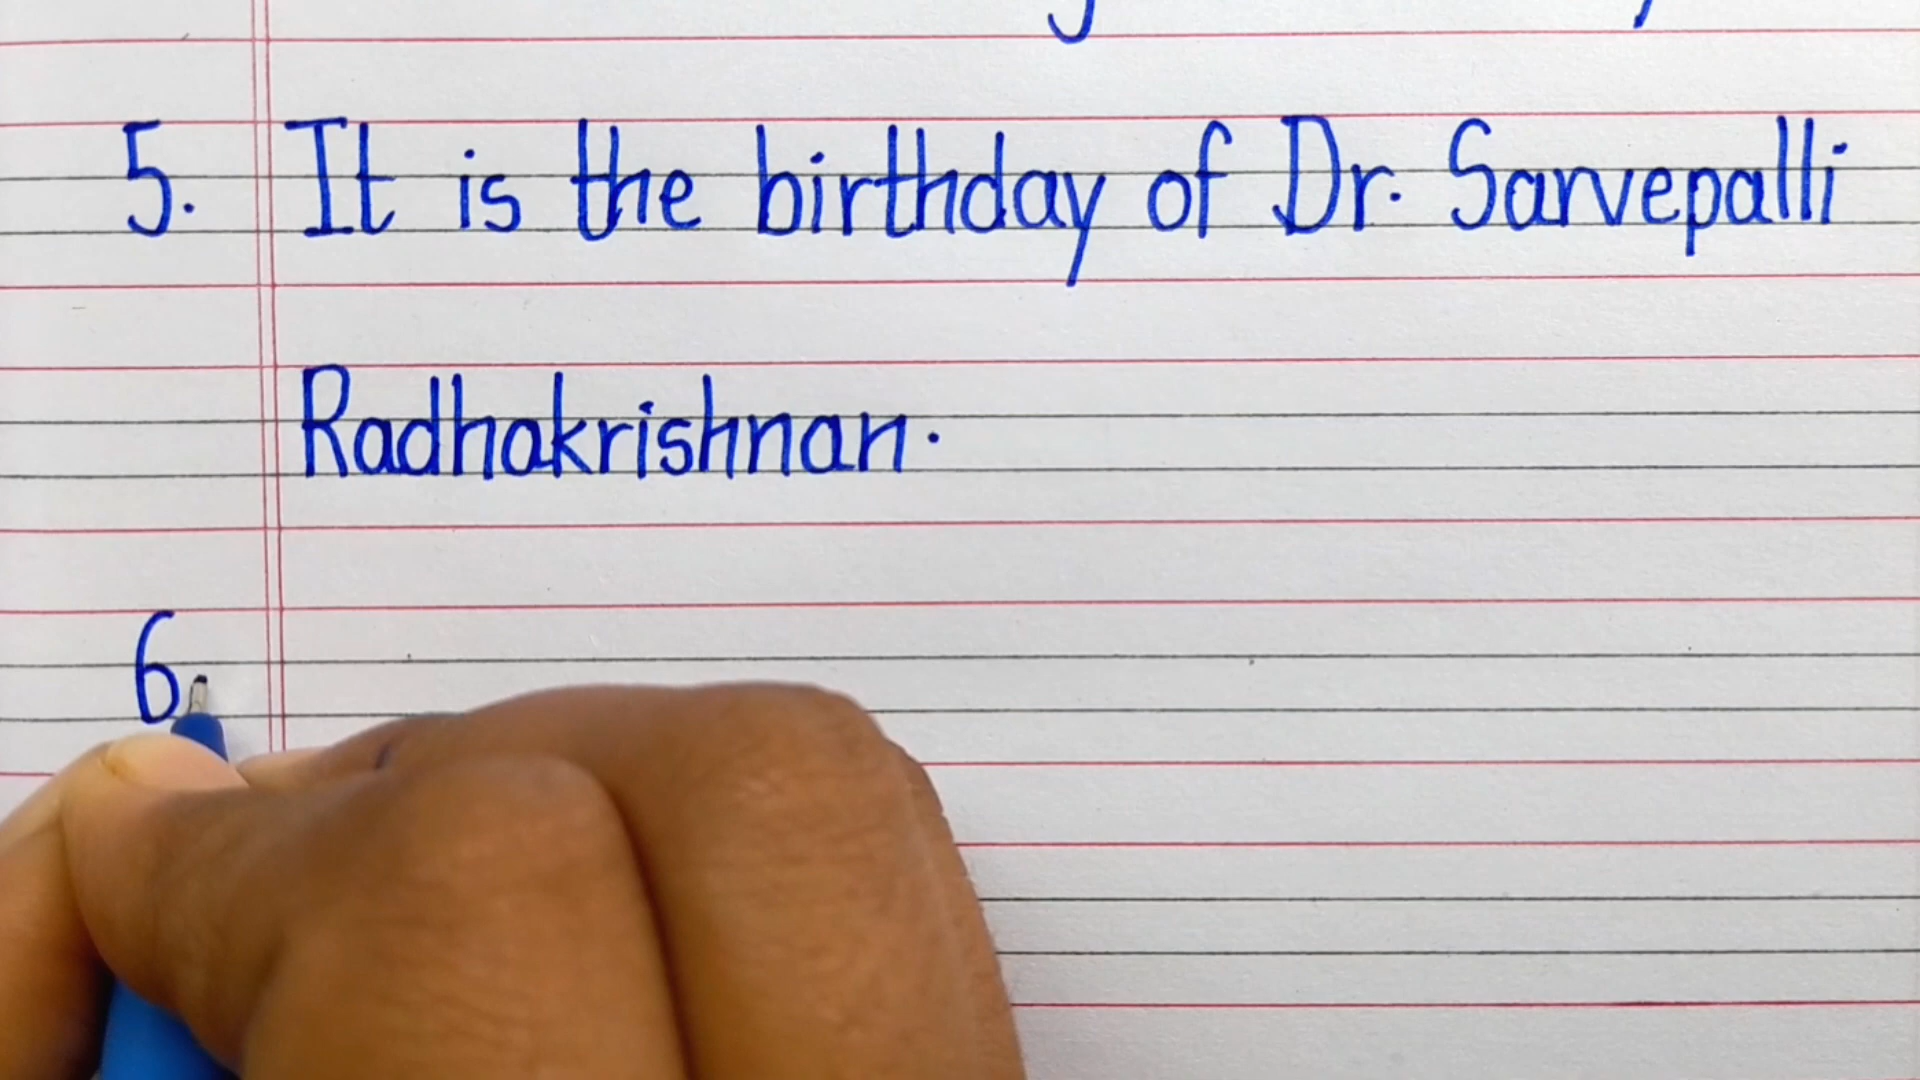 5. It is the birthday of Dr. Sarvepalli
Radhakrishnan.
6.